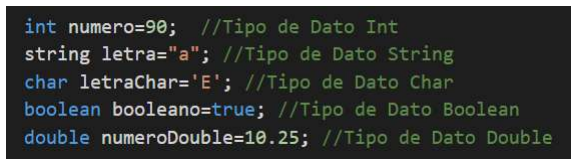 int numero=90;  //Tipo de Dato Int
string letra="a"; //Tipo de Dato String
char letraChar='E'; //Tipo de Dato Char
boolean booleano=true; //Tipo de Dato Boolean
double numeroDouble=10.25; //Tipo de Dato Double